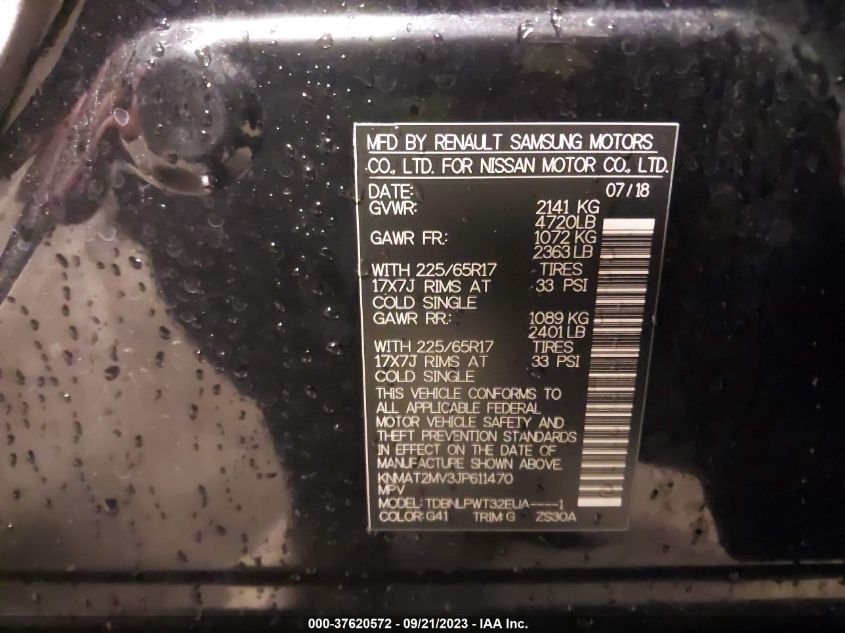 MFD BY RENAULT SAMSUNG MOTORS
CO., LTD. FOR NISSAN MOTOR CO., LTD.
DATE: 07/18
GVWR: 2141 KG
4720LB
GAWR FR.: 1072 KG
2363 LB
WITH 225/65R17 TIRES
17X7J RIMS AT 33 PSI
COLD SINGLE
GAWR RR.: 1089 KG
2401 LB
WITH 225/65R17 TIRES
17X7J RIMS AT 33 PSI
COLD SINGLE
THIS VEHICLE CONFORMS TO
ALL APPLICABLE FEDERAL
MOTOR VEHICLE SAFETY AND
THEFT PREVENTION STANDARDS
IN EFFECT ON THE DATE OF
MANUFACTURE SHOWN ABOVE.
KNMAT2MV3JP611470
MPV
MODEL: TDBNLPWT32EUA----1
COLOR: G41 TRIM G ZS30A
000-37620572 - 09/21/2023 - IAA Inc.